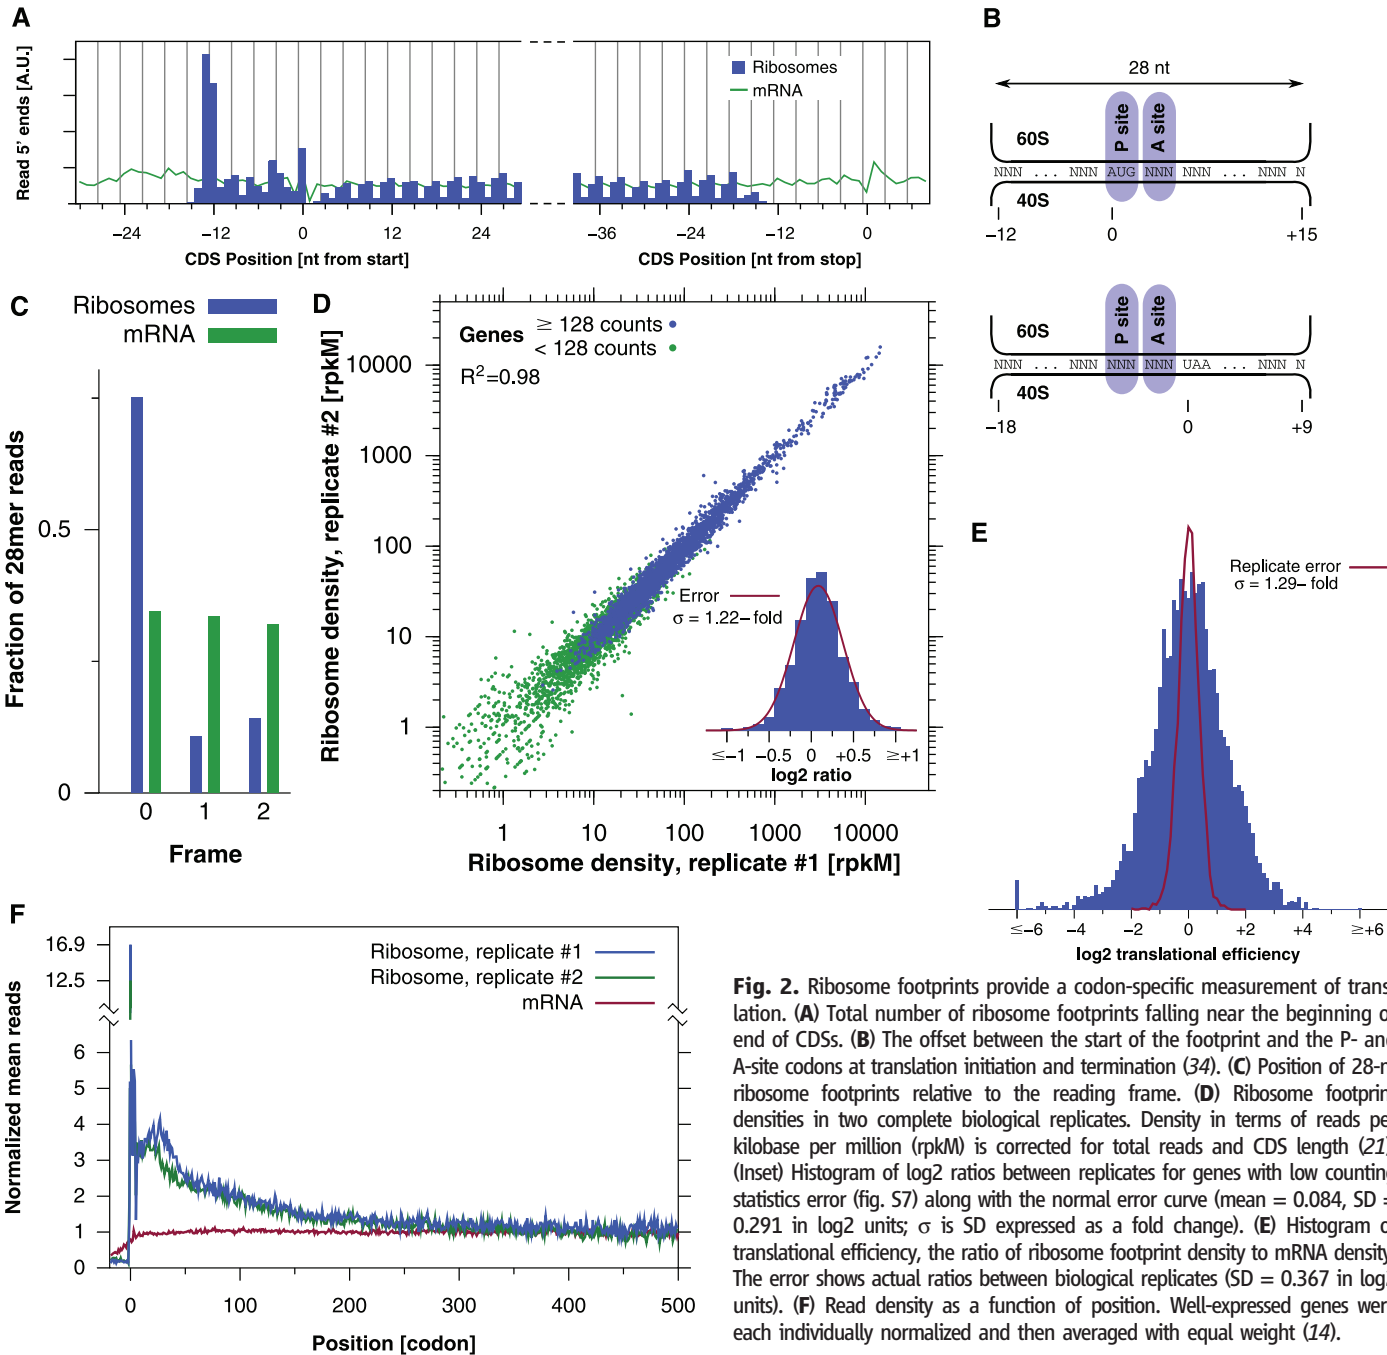 A
Read 5’ ends [A.U.]
Ribosomes
mRNA
−24 −12 0 12 24
CDS Position [nt from start]
−36 −24 −12 0
CDS Position [nt from stop]
B
28 nt
P site
A site
60S
NNN ... NNN AUG NNN NNN ... NNN N
40S
−12 0 +15
P site
A site
60S
NNN ... NNN NNN NNN UAA ... NNN N
40S
−18 0 +9
C
Ribosomes
mRNA
Fraction of 28mer reads
0.5
0
0 1 2
Frame
D
Ribosome density, replicate #2 [rpkM]
Genes ≥ 128 counts
< 128 counts
R²=0.98
10000
1000
100
10
1
Error
σ = 1.22−fold
≤−1 −0.5 0 +0.5 ≥+1
log2 ratio
1 10 100 1000 10000
Ribosome density, replicate #1 [rpkM]
E
Replicate error
σ = 1.29−fold
≤−6 −4 −2 0 +2 +4 ≥+6
log2 translational efficiency
F
Normalized mean reads
Ribosome, replicate #1
Ribosome, replicate #2
mRNA
16.9
12.5
6
5
4
3
2
1
0
0 100 200 300 400 500
Position [codon]
Fig. 2. Ribosome footprints provide a codon-specific measurement of trans-
lation. (A) Total number of ribosome footprints falling near the beginning o
end of CDSs. (B) The offset between the start of the footprint and the P- an
A-site codons at translation initiation and termination (34). (C) Position of 28-n
ribosome footprints relative to the reading frame. (D) Ribosome footprin
densities in two complete biological replicates. Density in terms of reads pe
kilobase per million (rpkM) is corrected for total reads and CDS length (21)
(Inset) Histogram of log2 ratios between replicates for genes with low counting
statistics error (fig. S7) along with the normal error curve (mean = 0.084, SD =
0.291 in log2 units; σ is SD expressed as a fold change). (E) Histogram o
translational efficiency, the ratio of ribosome footprint density to mRNA density
The error shows actual ratios between biological replicates (SD = 0.367 in log
units). (F) Read density as a function of position. Well-expressed genes wer
each individually normalized and then averaged with equal weight (14).